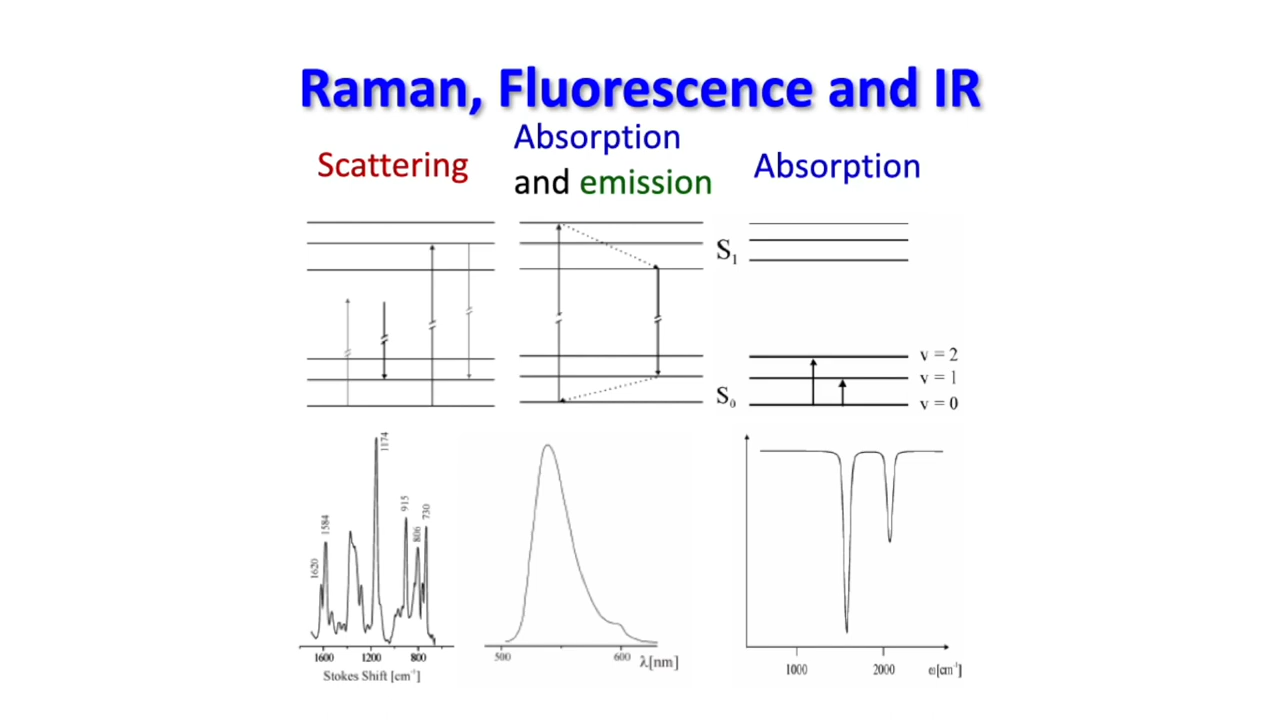 Raman, Fluorescence and IR
Scattering
Absorption
and emission
Absorption
S₁
S₀
v = 2
v = 1
v = 0
1620
1584
1174
915
806
730
1600 1200 800
Stokes Shift [cm⁻¹]
500 600 λ[nm]
1000 2000 ω[cm⁻¹]